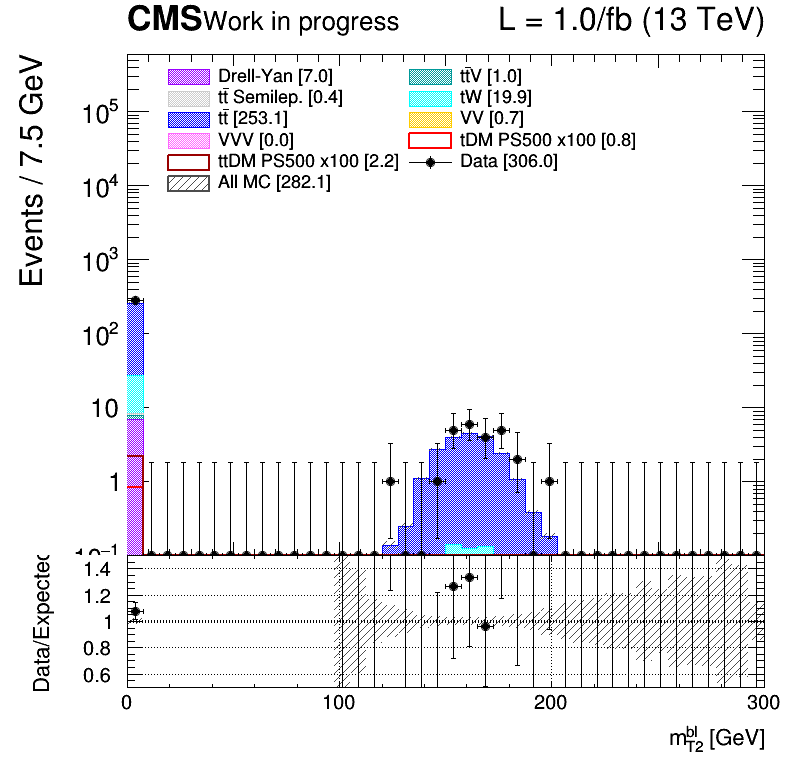 CMS Work in progress L = 1.0/fb (13 TeV)
Events / 7.5 GeV
Drell-Yan [7.0] tt̄V [1.0]
tt̄ Semilep. [0.4] tW [19.9]
tt̄ [253.1] VV [0.7]
VVV [0.0] tDM PS500 x100 [0.8]
ttDM PS500 x100 [2.2] Data [306.0]
All MC [282.1]
10⁵
10⁴
10³
10²
10
1
10⁻¹
Data/Expected
1.4
1.2
1
0.8
0.6
0 100 200 300
m_{T2}^{bl} [GeV]